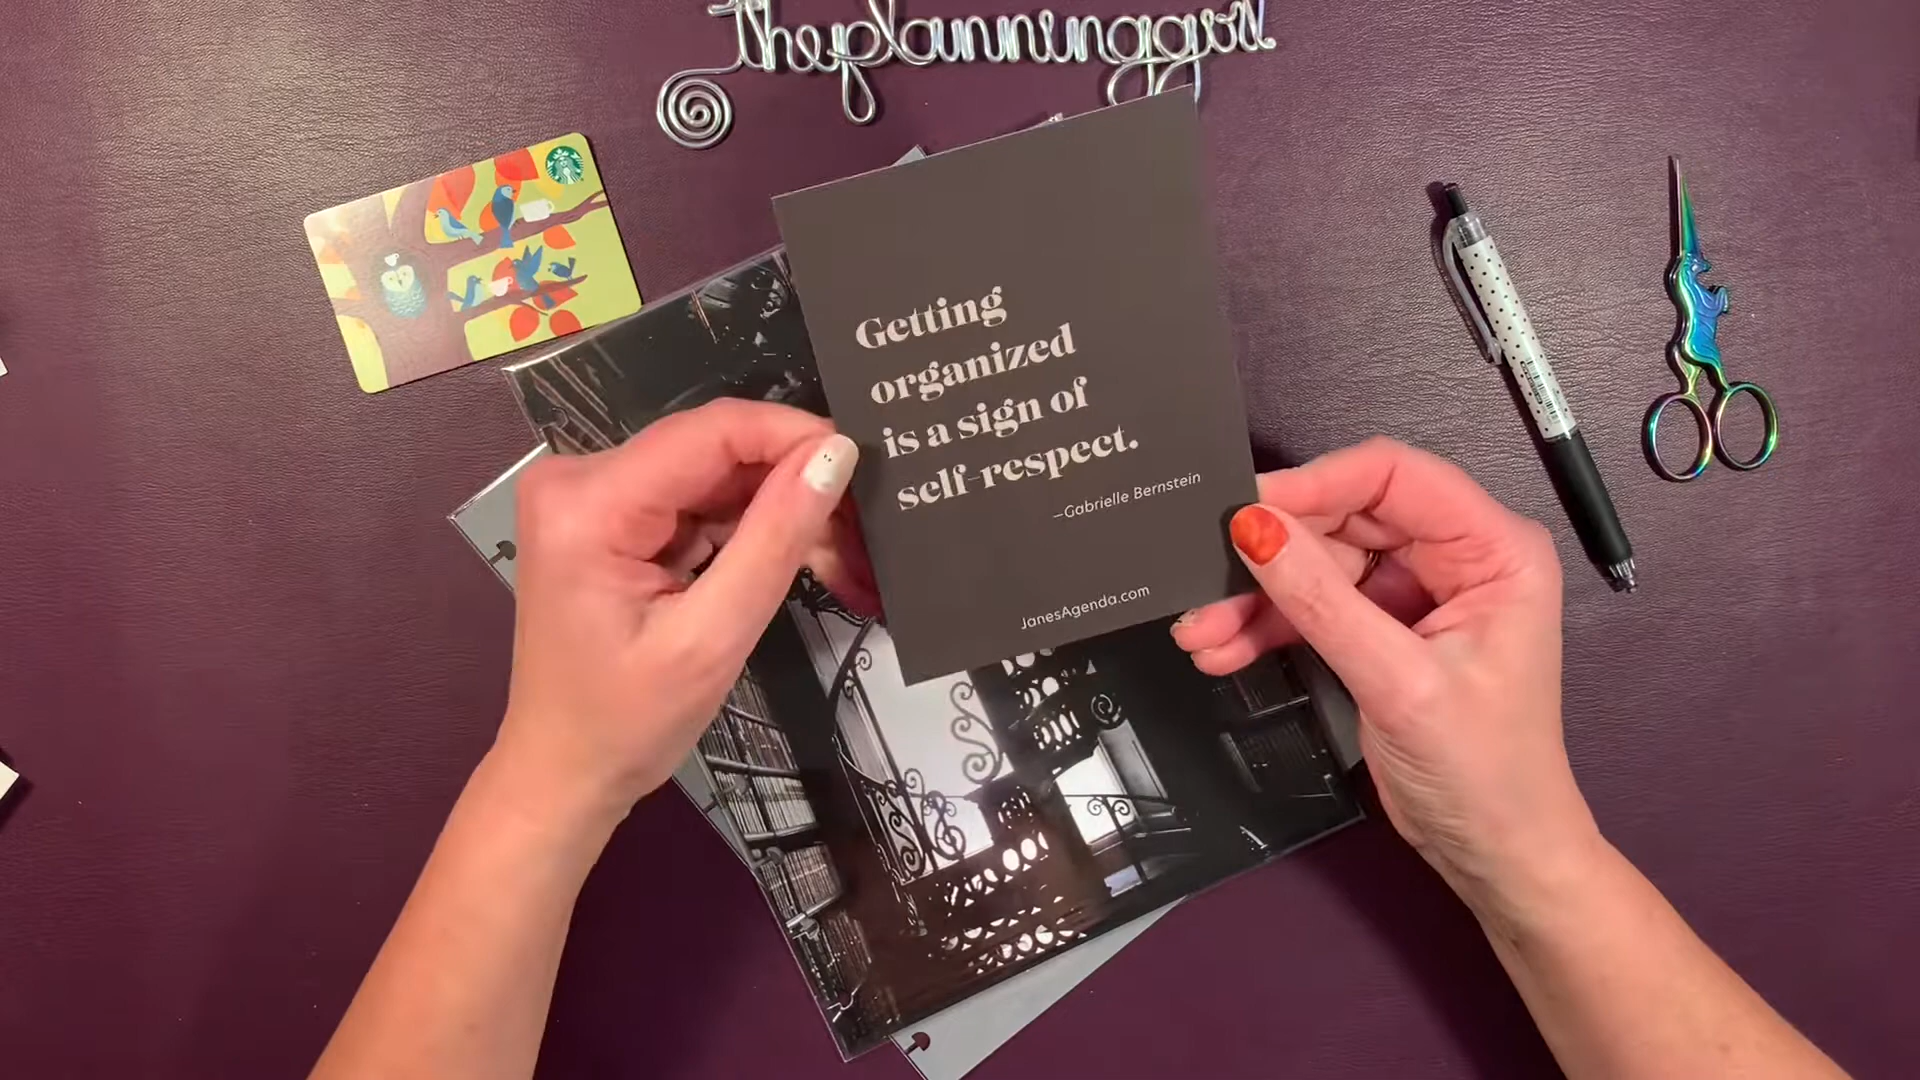 theplanninggirl
Getting
organized
is a sign of
self-respect.
—Gabrielle Bernstein
JanesAgenda.com